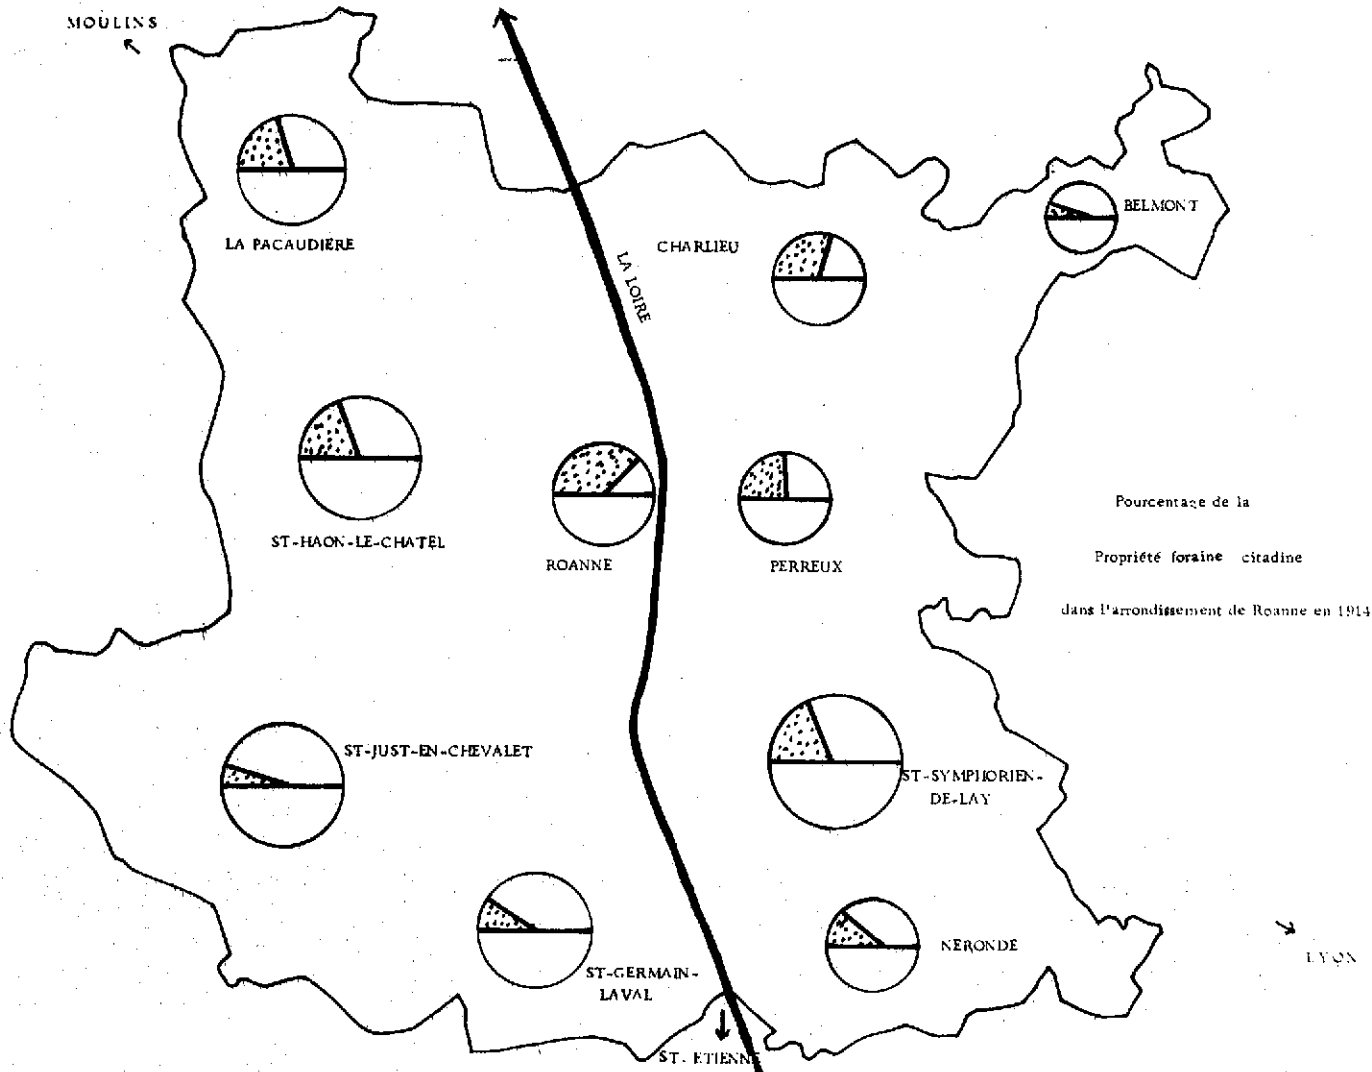 MOULINS
LA PACAUDIERE
CHARLIEU
BELMONT
LA LOIRE
ST-HAON-LE-CHATEL
ROANNE
PERREUX
Pourcentage de la
Propriété foraine citadine
dans l'arrondissement de Roanne en 1914
ST-JUST-EN-CHEVALET
ST-SYMPHORIEN-
DE-LAY
ST-GERMAIN-
LAVAL
NERONDE
LYON
ST-ETIENNE